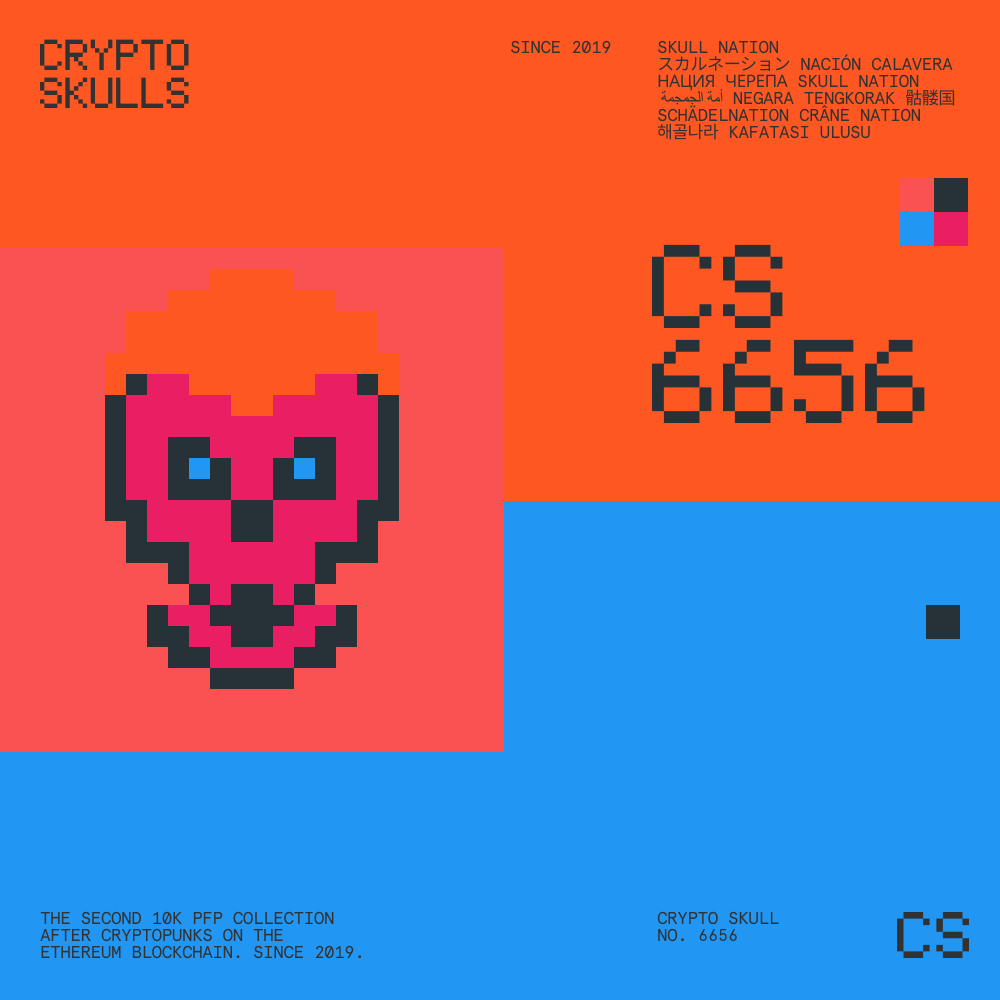 CRYPTO
SKULLS
SINCE 2019
SKULL NATION
スカルネーション NACIÓN CALAVERA
НАЦИЯ ЧЕРЕПА SKULL NATION
أمة الجمجمة NEGARA TENGKORAK 骷髅国
SCHÄDELNATION CRÂNE NATION
해골나라 KAFATASI ULUSU
CS
6656
THE SECOND 10K PFP COLLECTION
AFTER CRYPTOPUNKS ON THE
ETHEREUM BLOCKCHAIN. SINCE 2019.
CRYPTO SKULL
NO. 6656
CS